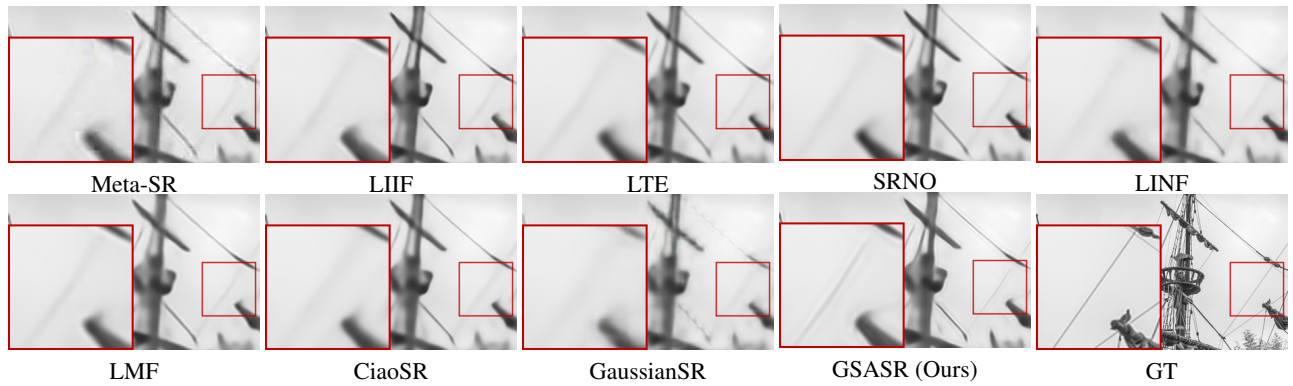 Meta-SR LIIF LTE SRNO LINF
LMF CiaoSR GaussianSR GSASR (Ours) GT